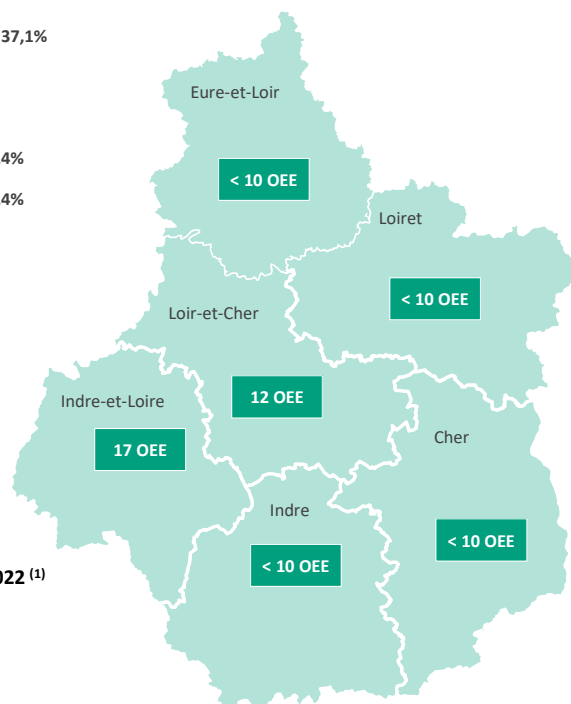 37,1%
Eure-et-Loir
,4%
< 10 OEE
,4%
Loiret
< 10 OEE
Loir-et-Cher
Indre-et-Loire
12 OEE
17 OEE
Cher
Indre
< 10 OEE
< 10 OEE
022 (1)